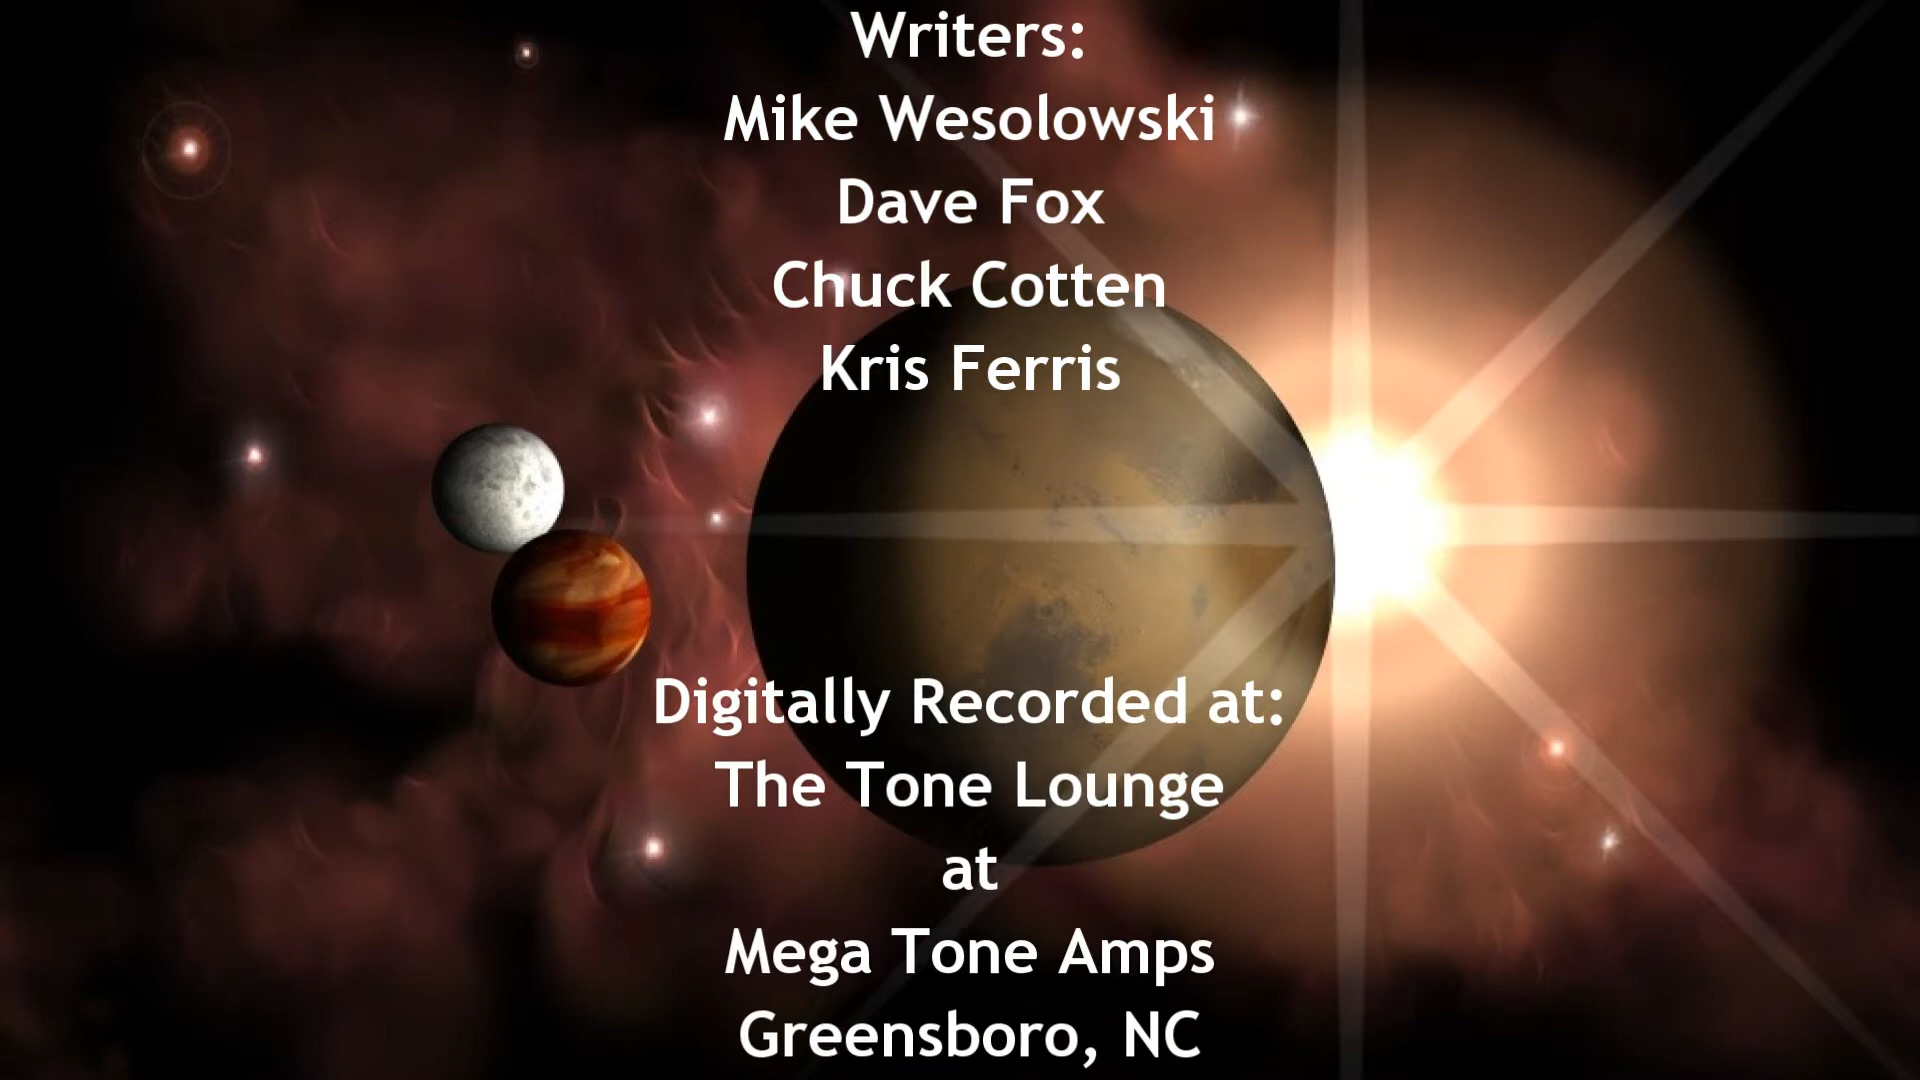 Writers:
Mike Wesolowski
Dave Fox
Chuck Cotten
Kris Ferris
Digitally Recorded at:
The Tone Lounge
at
Mega Tone Amps
Greensboro, NC